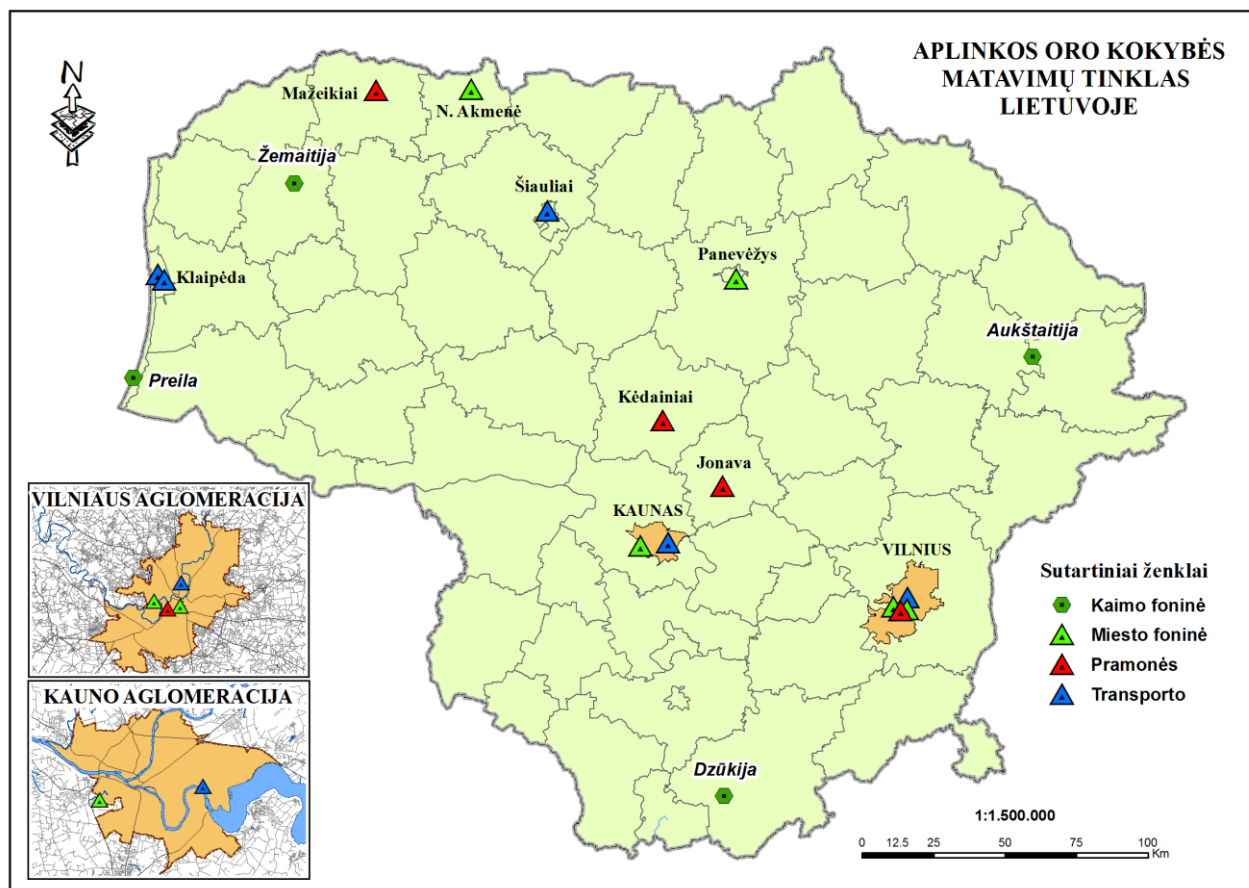 APLINKOS ORO KOKYBĖS
MATAVIMŲ TINKLAS
LIETUVOJE
N
Mažeikiai
N. Akmenė
Žemaitija
Šiauliai
Panevėžys
Klaipėda
Aukštaitija
Preila
Kėdainiai
Jonava
KAUNAS
VILNIUS
VILNIAUS AGLOMERACIJA
KAUNO AGLOMERACIJA
Dzūkija
Sutartiniai ženklai
Kaimo foninė
Miesto foninė
Pramonės
Transporto
1:1.500.000
0 12.5 25 50 75 100
Km